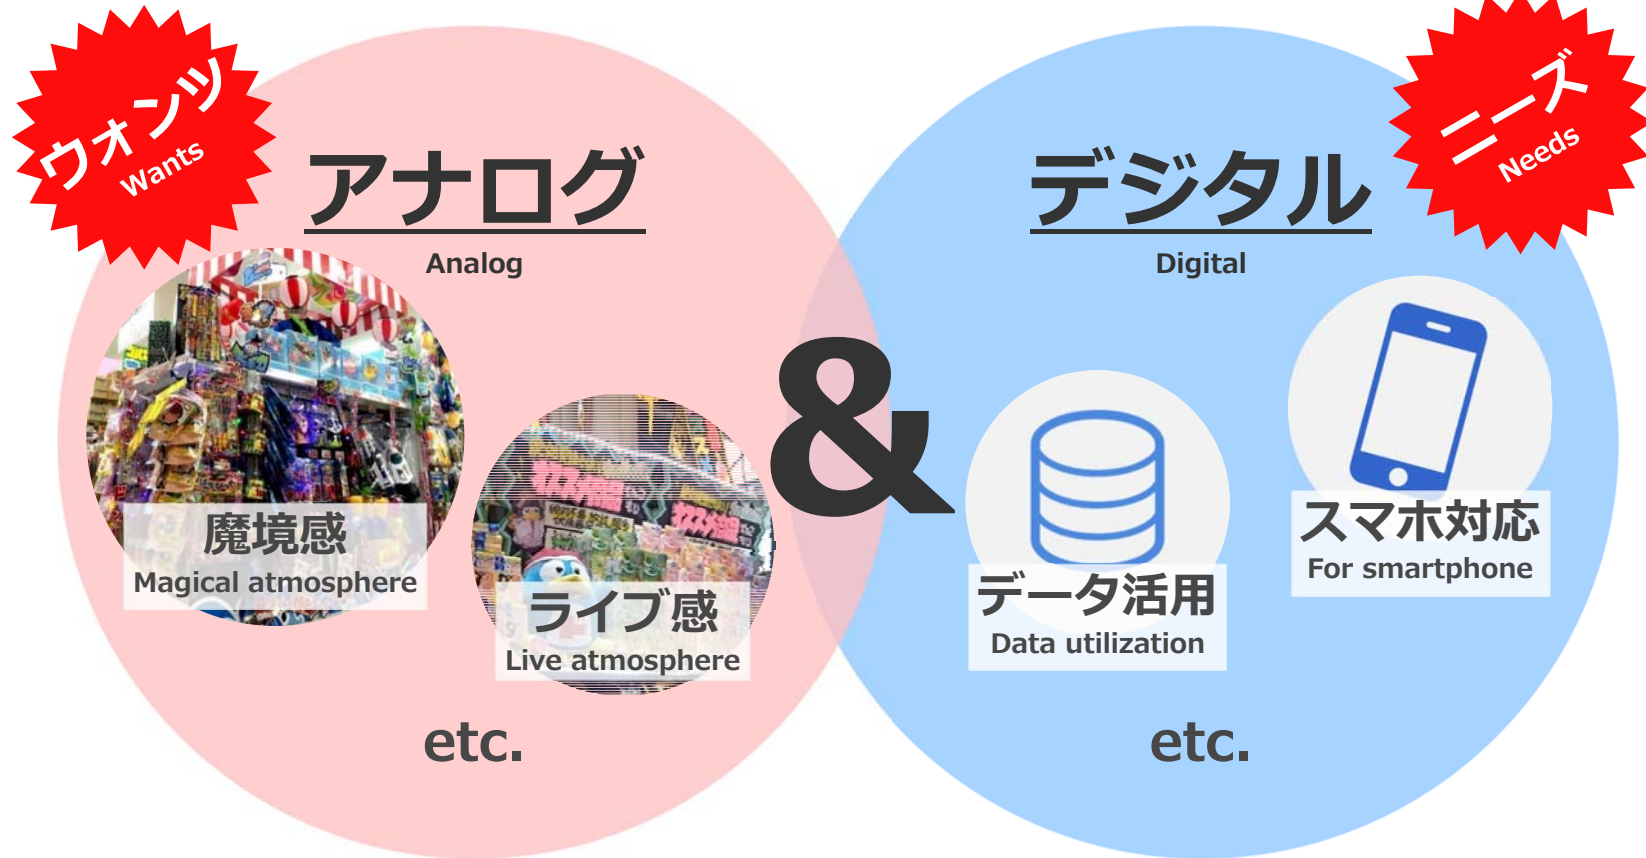 ウォンツ
Wants
アナログ
Analog
魔境感
Magical atmosphere
ライブ感
Live atmosphere
etc.
&
ニーズ
Needs
デジタル
Digital
データ活用
Data utilization
スマホ対応
For smartphone
etc.